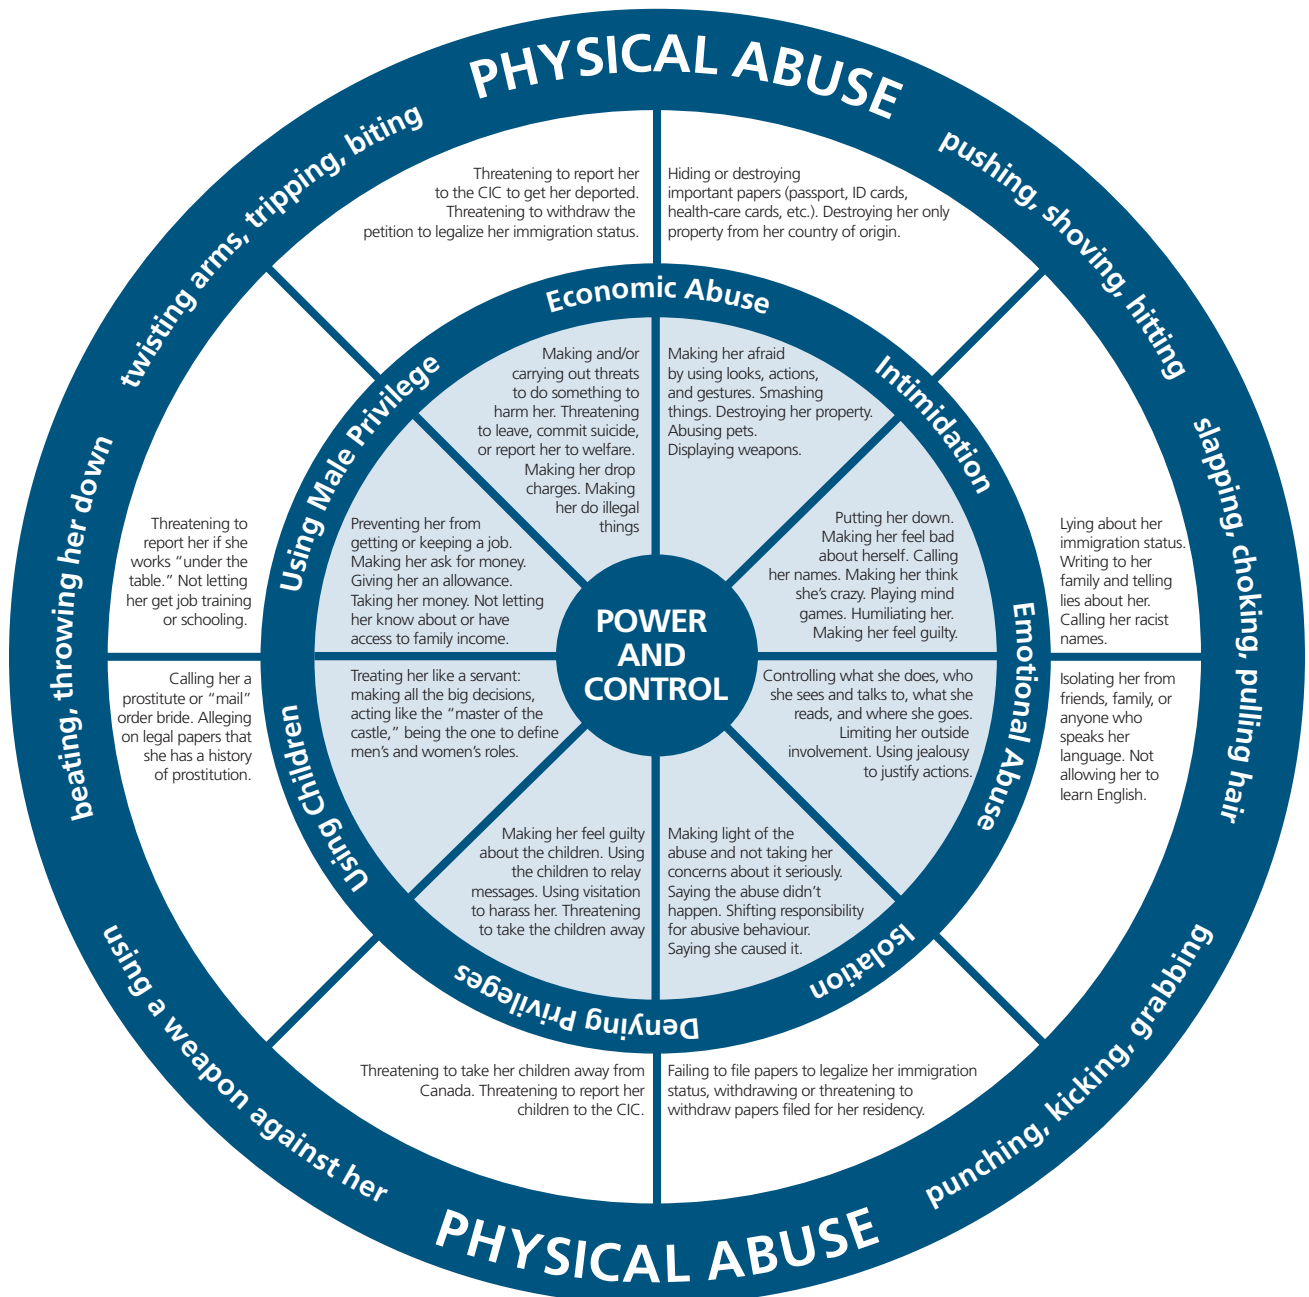 PHYSICAL ABUSE
pushing, shoving, hitting
slapping, choking, pulling hair
punching, kicking, grabbing
PHYSICAL ABUSE
using a weapon against her
beating, throwing her down
twisting arms, tripping, biting
Threatening to report her
to the CIC to get her deported.
Threatening to withdraw the
petition to legalize her immigration status.
Hiding or destroying
important papers (passport, ID cards,
health-care cards, etc.). Destroying her only
property from her country of origin.
Lying about her
immigration status.
Writing to her
family and telling
lies about her.
Calling her racist
names.
Isolating her from
friends, family, or
anyone who
speaks her
language. Not
allowing her to
learn English.
Failing to file papers to legalize her immigration
status, withdrawing or threatening to
withdraw papers filed for her residency.
Threatening to take her children away from
Canada. Threatening to report her
children to the CIC.
Calling her a
prostitute or “mail”
order bride. Alleging
on legal papers that
she has a history
of prostitution.
Threatening to
report her if she
works “under the
table.” Not letting
her get job training
or schooling.
Economic Abuse
Intimidation
Emotional Abuse
Isolation
Denying Privileges
Using Children
Using Male Privilege
Making and/or
carrying out threats
to do something to
harm her. Threatening
to leave, commit suicide,
or report her to welfare.
Making her drop
charges. Making
her do illegal
things
Making her afraid
by using looks, actions,
and gestures. Smashing
things. Destroying her property.
Abusing pets.
Displaying weapons.
Putting her down.
Making her feel bad
about herself. Calling
her names. Making her think
she’s crazy. Playing mind
games. Humiliating her.
Making her feel guilty.
Controlling what she does, who
she sees and talks to, what she
reads, and where she goes.
Limiting her outside
involvement. Using jealousy
to justify actions.
Making light of the
abuse and not taking her
concerns about it seriously.
Saying the abuse didn’t
happen. Shifting responsibility
for abusive behaviour.
Saying she caused it.
Making her feel guilty
about the children. Using
the children to relay
messages. Using visitation
to harass her. Threatening
to take the children away
Treating her like a servant:
making all the big decisions,
acting like the “master of the
castle,” being the one to define
men’s and women’s roles.
Preventing her from
getting or keeping a job.
Making her ask for money.
Giving her an allowance.
Taking her money. Not letting
her know about or have
access to family income.
POWER
AND
CONTROL